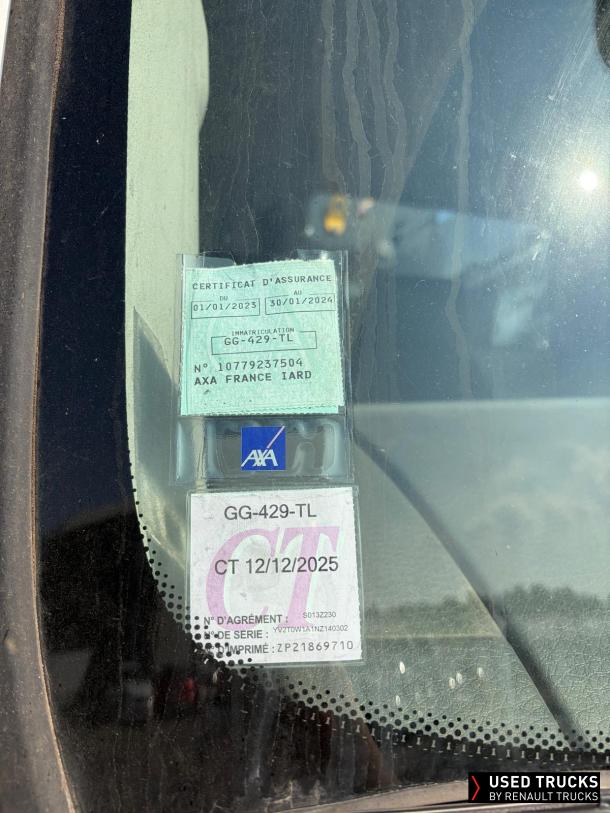 CERTIFICAT D'ASSURANCE
DU AU
01/01/2023 30/01/2024
IMMATRICULATION
GG-429-TL
N° 10779237504
AXA FRANCE IARD
AXA
GG-429-TL
CT
CT 12/12/2025
N° D'AGRÉMENT : S013Z230
N° DE SERIE : YV2T0W1A1NZ140302
D'IMPRIMÉ : ZP21869710
USED TRUCKS
BY RENAULT TRUCKS